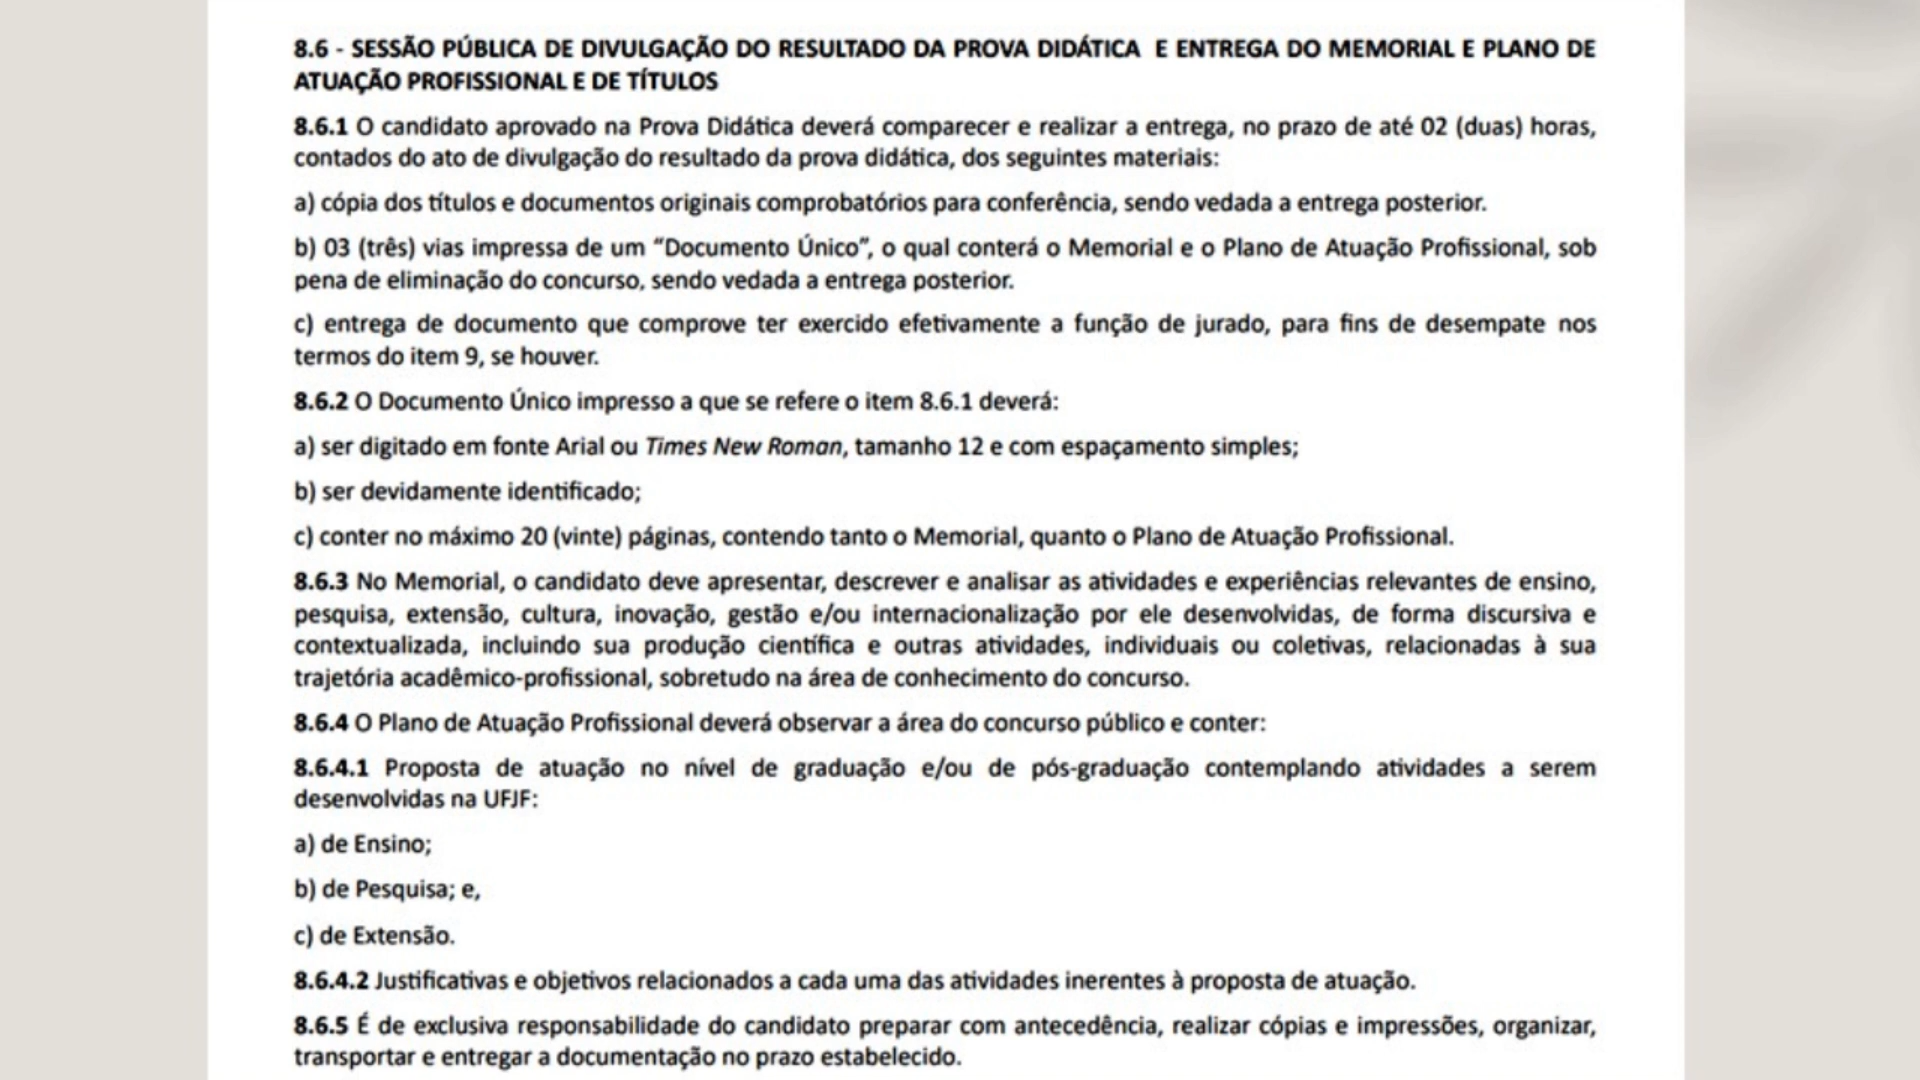 8.6 - SESSÃO PÚBLICA DE DIVULGAÇÃO DO RESULTADO DA PROVA DIDÁTICA E ENTREGA DO MEMORIAL E PLANO DE
ATUAÇÃO PROFISSIONAL E DE TÍTULOS
8.6.1 O candidato aprovado na Prova Didática deverá comparecer e realizar a entrega, no prazo de até 02 (duas) horas,
contados do ato de divulgação do resultado da prova didática, dos seguintes materiais:
a) cópia dos títulos e documentos originais comprobatórios para conferência, sendo vedada a entrega posterior.
b) 03 (três) vias impressa de um “Documento Único”, o qual conterá o Memorial e o Plano de Atuação Profissional, sob
pena de eliminação do concurso, sendo vedada a entrega posterior.
c) entrega de documento que comprove ter exercido efetivamente a função de jurado, para fins de desempate nos
termos do item 9, se houver.
8.6.2 O Documento Único impresso a que se refere o item 8.6.1 deverá:
a) ser digitado em fonte Arial ou Times New Roman, tamanho 12 e com espaçamento simples;
b) ser devidamente identificado;
c) conter no máximo 20 (vinte) páginas, contendo tanto o Memorial, quanto o Plano de Atuação Profissional.
8.6.3 No Memorial, o candidato deve apresentar, descrever e analisar as atividades e experiências relevantes de ensino,
pesquisa, extensão, cultura, inovação, gestão e/ou internacionalização por ele desenvolvidas, de forma discursiva e
contextualizada, incluindo sua produção científica e outras atividades, individuais ou coletivas, relacionadas à sua
trajetória acadêmico-profissional, sobretudo na área de conhecimento do concurso.
8.6.4 O Plano de Atuação Profissional deverá observar a área do concurso público e conter:
8.6.4.1 Proposta de atuação no nível de graduação e/ou de pós-graduação contemplando atividades a serem
desenvolvidas na UFJF:
a) de Ensino;
b) de Pesquisa; e,
c) de Extensão.
8.6.4.2 Justificativas e objetivos relacionados a cada uma das atividades inerentes à proposta de atuação.
8.6.5 É de exclusiva responsabilidade do candidato preparar com antecedência, realizar cópias e impressões, organizar,
transportar e entregar a documentação no prazo estabelecido.